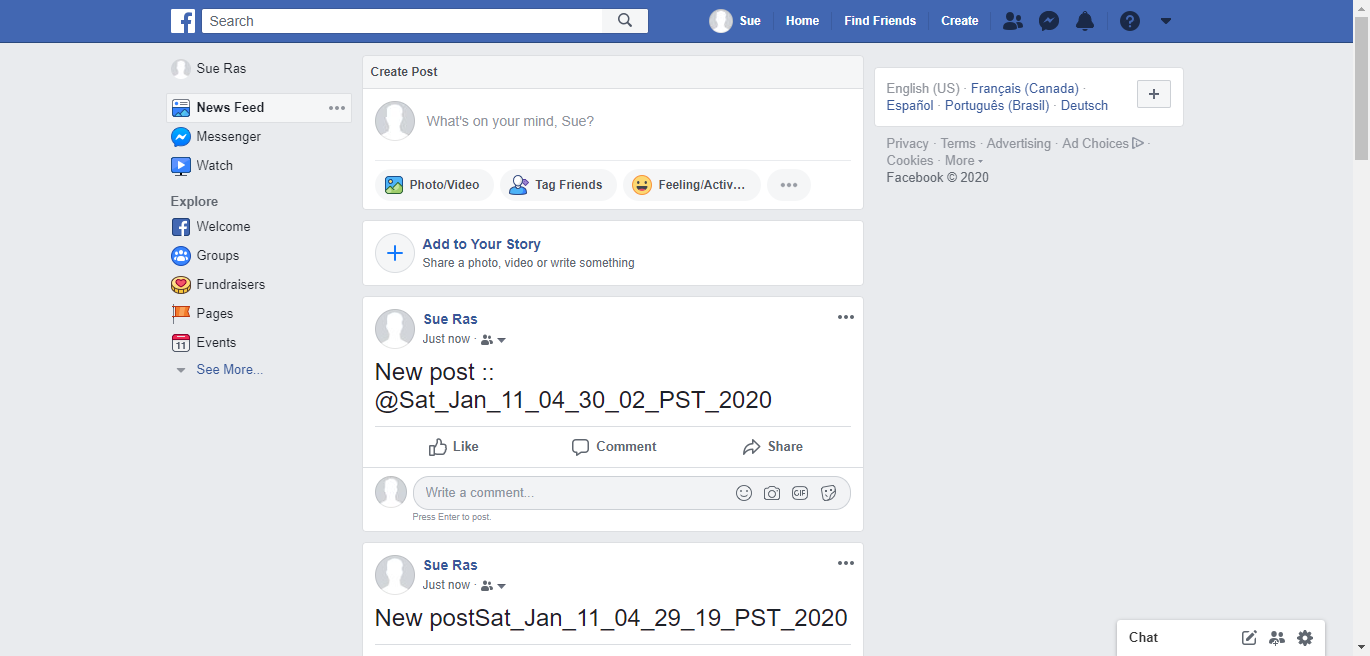 Search
Sue
Home
Find Friends
Create
Sue Ras
News Feed
Messenger
Watch
Explore
Welcome
Groups
Fundraisers
Pages
11
Events
See More...
Create Post
What's on your mind, Sue?
Photo/Video
Tag Friends
Feeling/Activ...
Add to Your Story
Share a photo, video or write something
Sue Ras
Just now ·
New post ::
@Sat_Jan_11_04_30_02_PST_2020
Like
Comment
Share
Write a comment...
GIF
Press Enter to post.
Sue Ras
Just now ·
New postSat_Jan_11_04_29_19_PST_2020
English (US) · Français (Canada) ·
Español · Português (Brasil) · Deutsch
Privacy · Terms · Advertising · Ad Choices ·
Cookies · More
Facebook © 2020
Chat